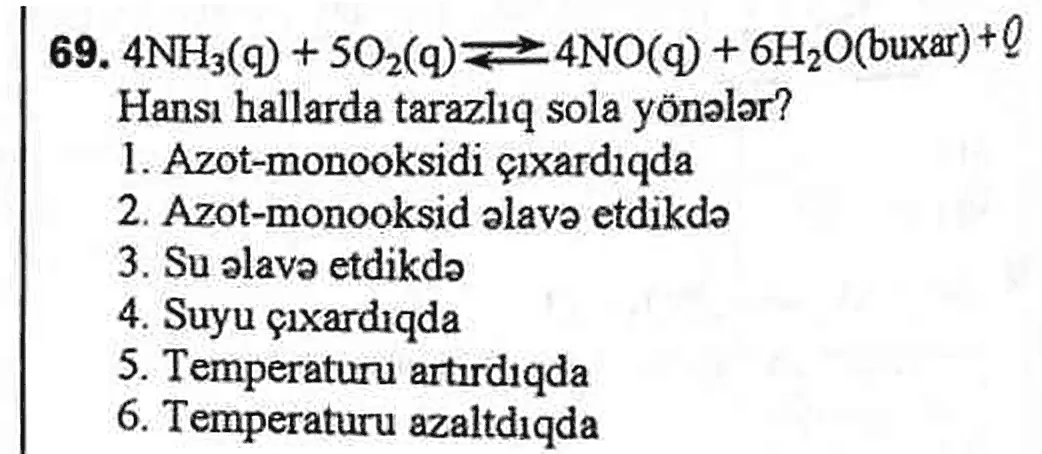 69. 4NH₃(q) + 5O₂(q) ⇄ 4NO(q) + 6H₂O(buxar) + Q
Hansı hallarda tarazlıq sola yönələr?
1. Azot-monooksidi çıxardıqda
2. Azot-monooksid əlavə etdikdə
3. Su əlavə etdikdə
4. Suyu çıxardıqda
5. Temperaturu artırdıqda
6. Temperaturu azaltdıqda